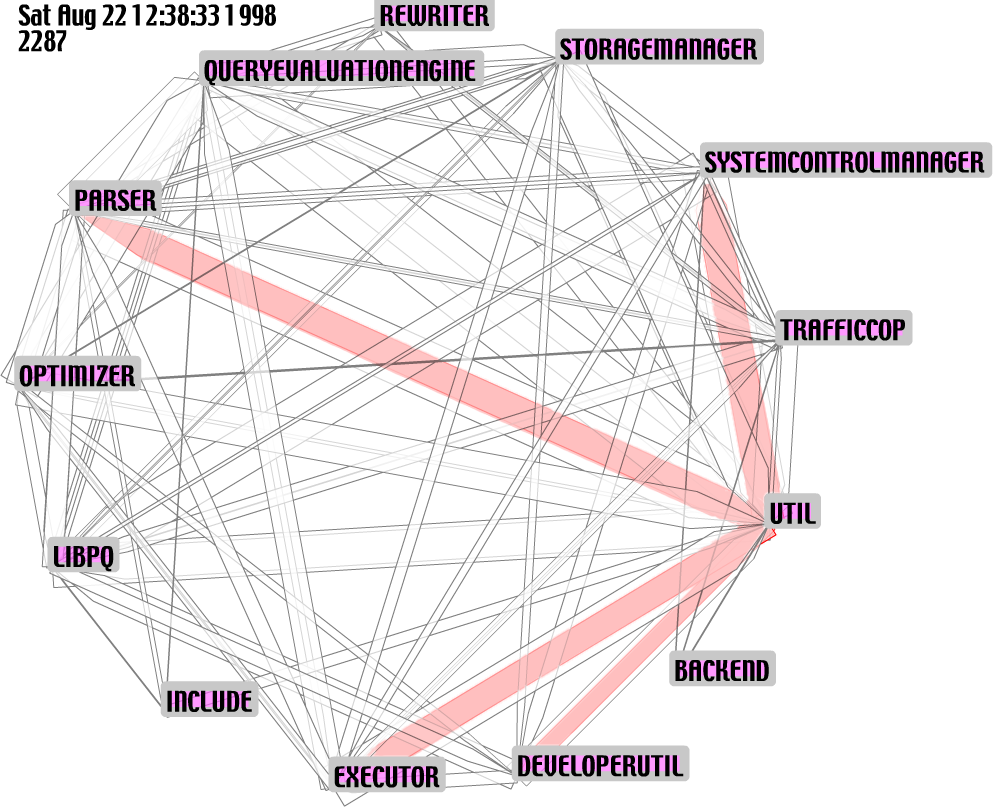 Sat Aug 22 12:38:33 1998
2287
REWRITER
STORAGEMANAGER
QUERYEVALUATIONENGINE
SYSTEMCONTROLMANAGER
PARSER
TRAFFICCOP
OPTIMIZER
UTIL
LIBPQ
BACKEND
INCLUDE
DEVELOPERUTIL
EXECUTOR